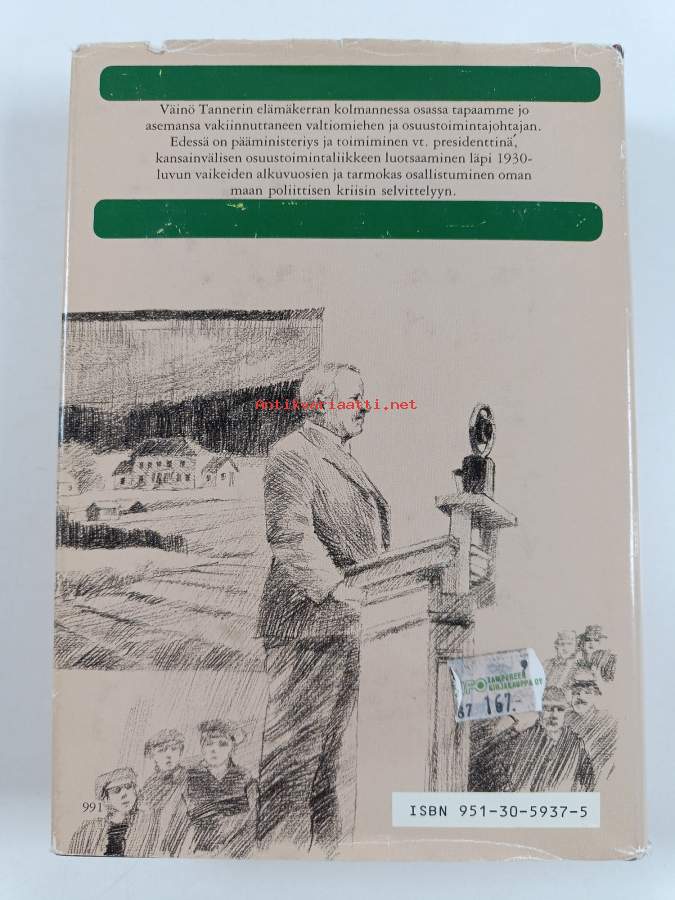 Väinö Tannerin elämäkerran kolmannessa osassa tapaamme jo
asemansa vakiinnuttaneen valtiomiehen ja osuustoimintajohtajan.
Edessä on pääministeriys ja toimiminen vt. presidenttinä,
kansainvälisen osuustoimintaliikkeen luotsaaminen läpi 1930-
luvun vaikeiden alkuvuosien ja tarmokas osallistuminen oman
maan poliittisen kriisin selvittelyyn.
Antikvariaatti.net
TAMPEREEN
KIRJAKAUPPA OY
67 167.-
991
ISBN 951-30-5937-5